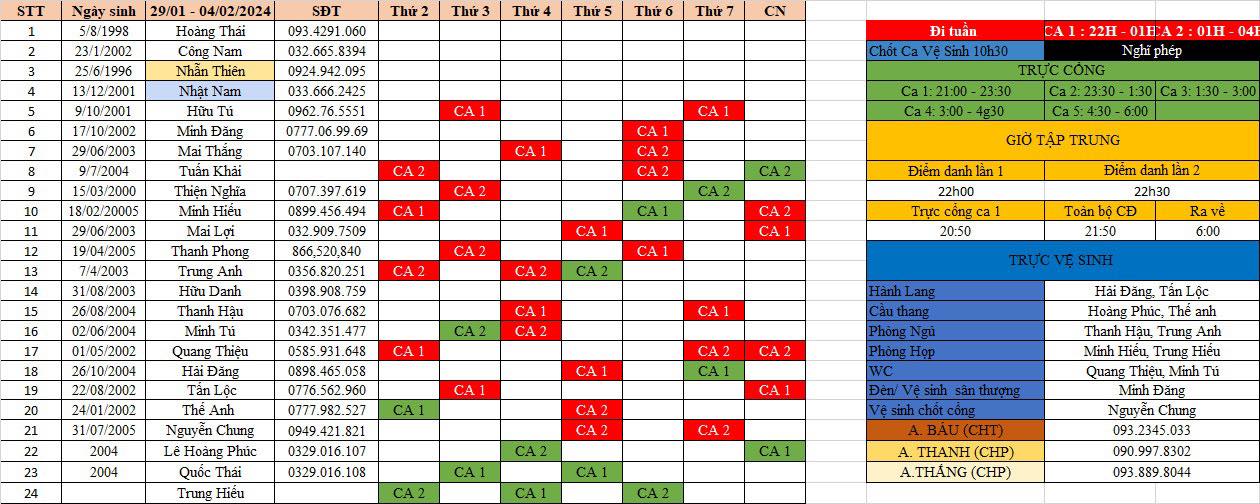 STT Ngày sinh 29/01 - 04/02/2024 SĐT Thứ 2 Thứ 3 Thứ 4 Thứ 5 Thứ 6 Thứ 7 CN
1 5/8/1998 Hoàng Thái 093.4291.060 Đi tuần CA 1 : 22H - 01H CA 2 : 01H - 04H
2 23/1/2002 Công Nam 032.665.8394 Chốt Ca Vệ Sinh 10h30 Nghĩ phép
3 25/6/1996 Nhẫn Thiên 0924.942.095 TRỰC CỔNG
4 13/12/2001 Nhật Nam 033.666.2425 Ca 1: 21:00 - 23:30 Ca 2: 23:30 - 1:30 Ca 3: 1:30 - 3:00
5 9/10/2001 Hữu Tú 0962.76.5551 CA 1 CA 1 Ca 4: 3:00 - 4g30 Ca 5: 4:30 - 6:00
6 17/10/2002 Minh Đăng 0777.06.99.69 CA 1 GIỜ TẬP TRUNG
7 29/06/2003 Mai Thắng 0703.107.140 CA 1 CA 2
8 9/7/2004 Tuấn Khải CA 2 CA 2 CA 2 Điểm danh lần 1 Điểm danh lần 2
9 15/03/2000 Thiện Nghĩa 0707.397.619 CA 2 CA 2 22h00 22h30
10 18/02/20005 Minh Hiếu 0899.456.494 CA 1 CA 1 CA 2 Trực cổng ca 1 Toàn bộ CĐ Ra về
11 29/06/2003 Mai Lợi 032.909.7509 CA 1 CA 1 20:50 21:50 6:00
12 19/04/2005 Thanh Phong 866,520,840 CA 2 CA 1 TRỰC VỆ SINH
13 7/4/2003 Trung Anh 0356.820.251 CA 2 CA 2 CA 2
14 31/08/2003 Hữu Danh 0398.908.759 Hành Lang Hải Đăng, Tấn Lộc
15 26/08/2004 Thanh Hậu 0703.076.682 CA 1 CA 1 Cầu thang Hoàng Phúc, Thế anh
16 02/06/2004 Minh Tú 0342.351.477 CA 2 CA 2 Phòng Ngủ Thanh Hậu, Trung Anh
17 01/05/2002 Quang Thiệu 0585.931.648 CA 1 CA 2 CA 2 Phòng Họp Minh Hiếu, Trung Hiếu
18 26/10/2004 Hải Đăng 0898.465.058 CA 1 CA 1 WC Quang Thiệu, Minh Tú
19 22/08/2002 Tấn Lộc 0776.562.960 CA 1 CA 1 Đèn/ Vệ sinh sân thượng Minh Đăng
20 24/01/2002 Thế Anh 0777.982.527 CA 1 CA 2 Vệ sinh chốt cổng Nguyễn Chung
21 31/07/2005 Nguyễn Chung 0949.421.821 CA 2 CA 2 A. BẢU (CHT) 093.2345.033
22 2004 Lê Hoàng Phúc 0329.016.107 CA 2 CA 1 A. THANH (CHP) 090.997.8302
23 2004 Quốc Thái 0329.016.108 CA 1 CA 1 A.THẮNG (CHP) 093.889.8044
24 Trung Hiếu CA 2 CA 1 CA 2